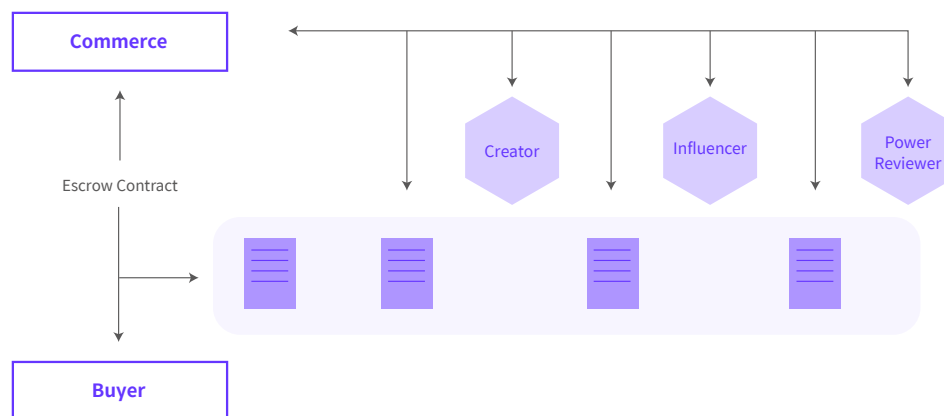 Commerce
Creator
Influencer
Power
Reviewer
Escrow Contract
Buyer